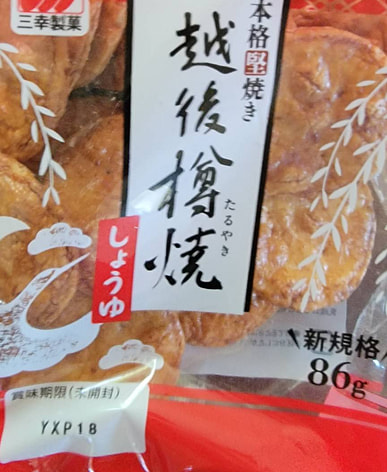 三幸製菓
本格堅焼き
越後樽焼
たるやき
しょうゆ
新規格
86g
賞味期限(未開封)
YXP18